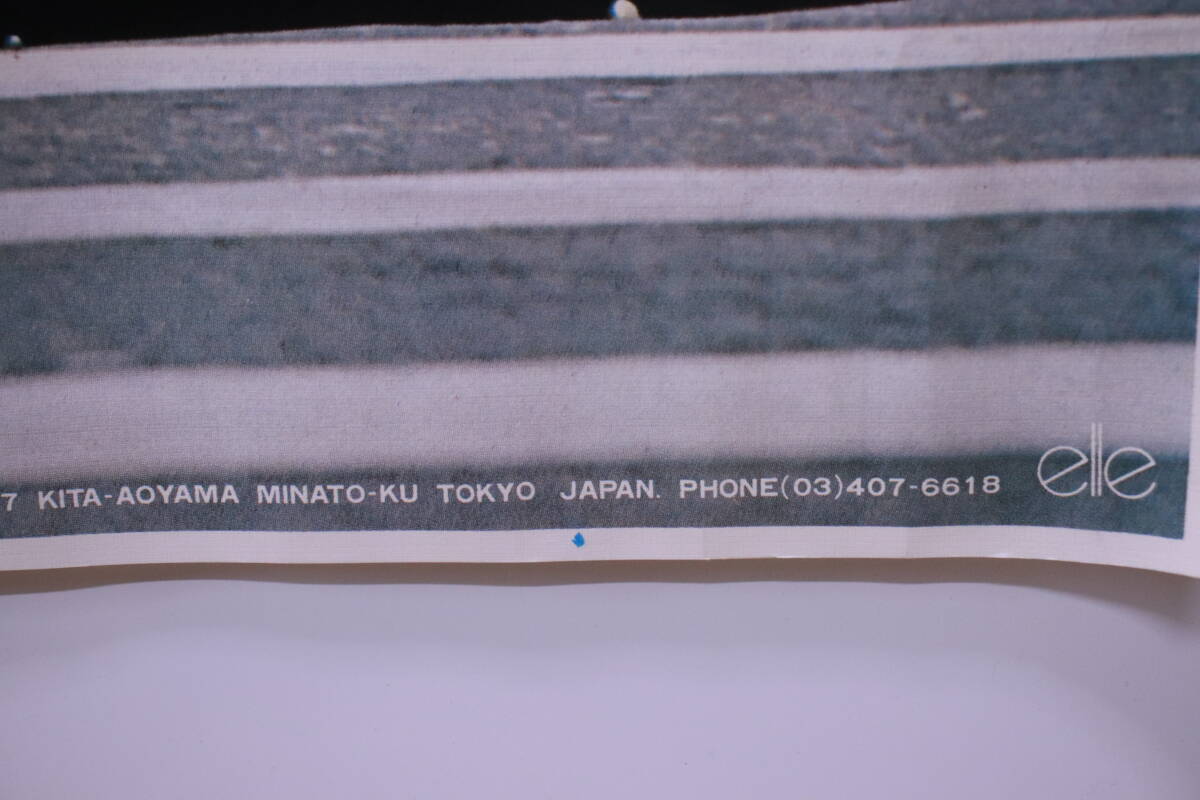 7 KITA-AOYAMA MINATO-KU TOKYO JAPAN. PHONE(03)407-6618
elle